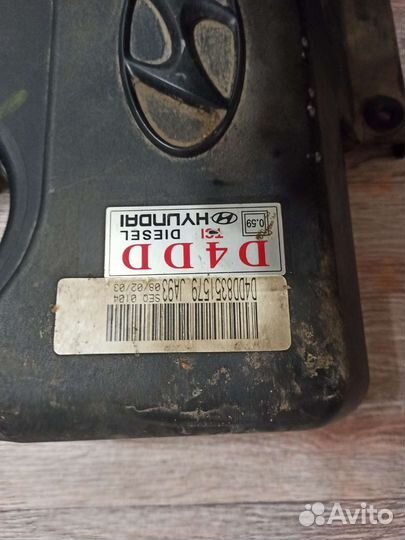 DIESEL
TCI
HYUNDAI
0.59
D4DD
D4DD8351579 JA93
SEQ 0104
08/02/03
Avito